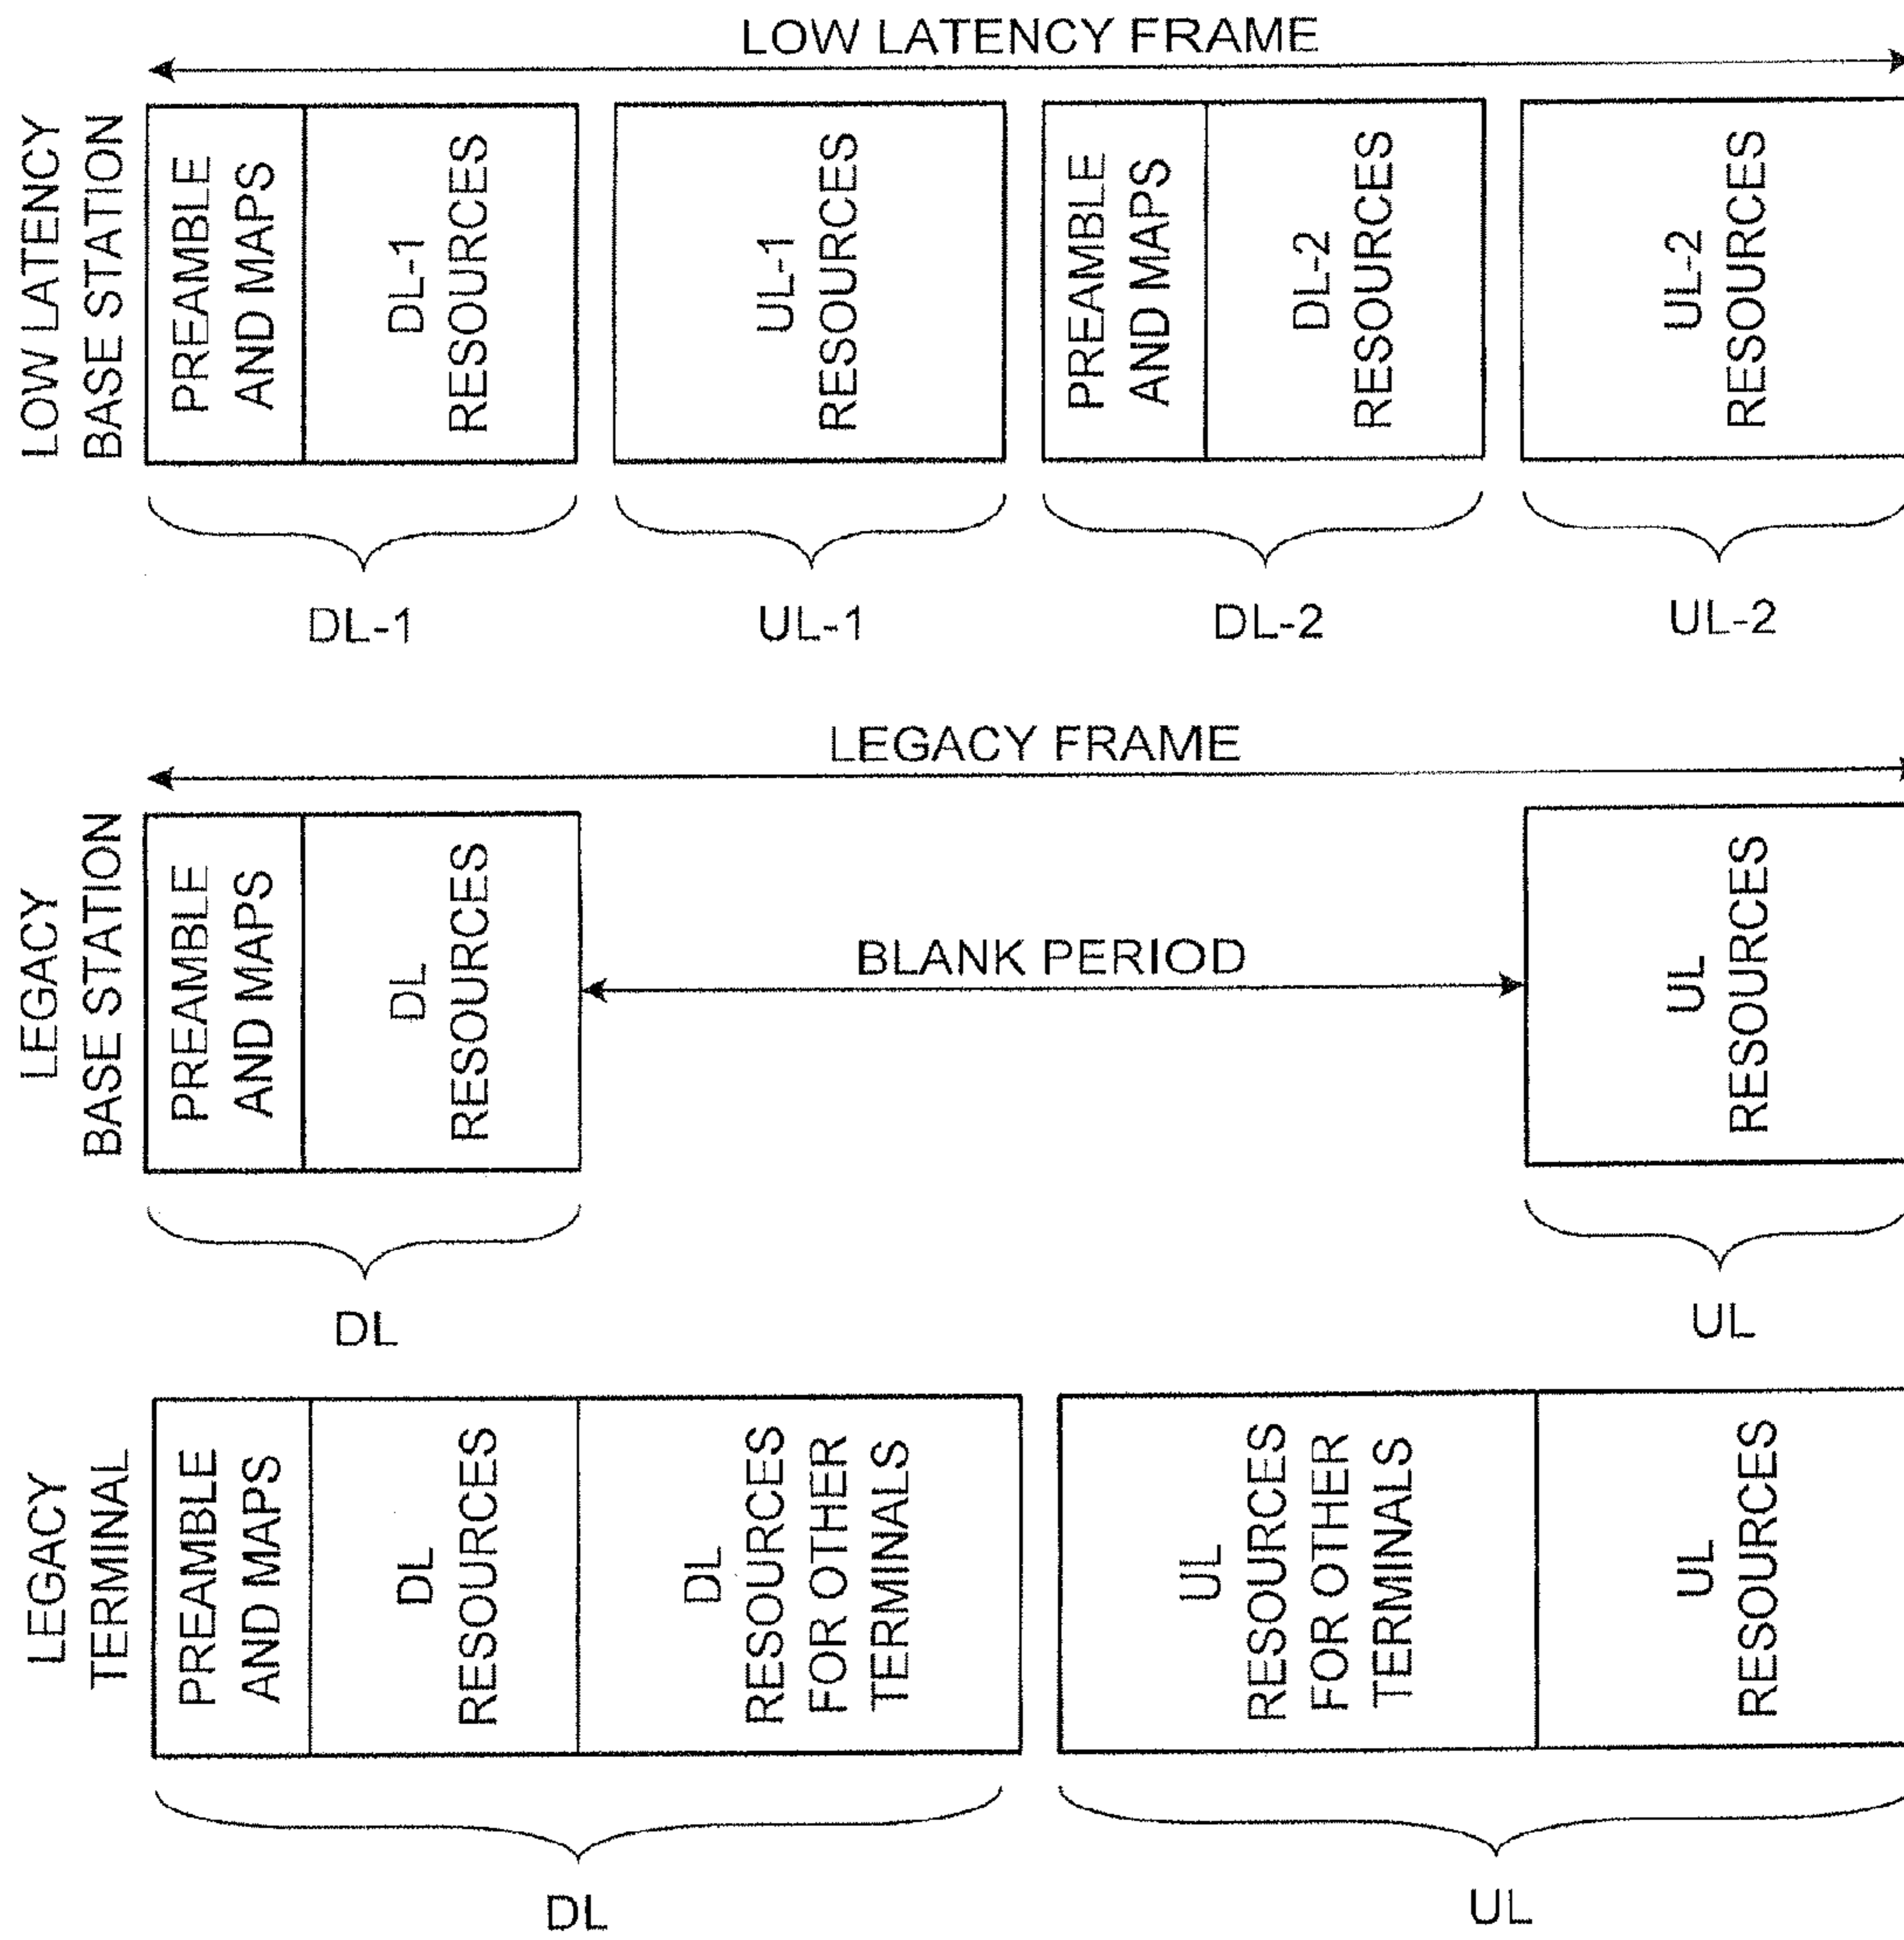 LOW LATENCY FRAME
LOW LATENCY
BASE STATION
PREAMBLE
AND MAPS
DL-1
RESOURCES
UL-1
RESOURCES
PREAMBLE
AND MAPS
DL-2
RESOURCES
UL-2
RESOURCES
DL-1
UL-1
DL-2
UL-2
LEGACY FRAME
LEGACY
BASE STATION
PREAMBLE
AND MAPS
DL
RESOURCES
BLANK PERIOD
UL
RESOURCES
DL
UL
LEGACY
TERMINAL
PREAMBLE
AND MAPS
DL
RESOURCES
DL
RESOURCES
FOR OTHER
TERMINALS
UL
RESOURCES
FOR OTHER
TERMINALS
UL
RESOURCES
DL
UL